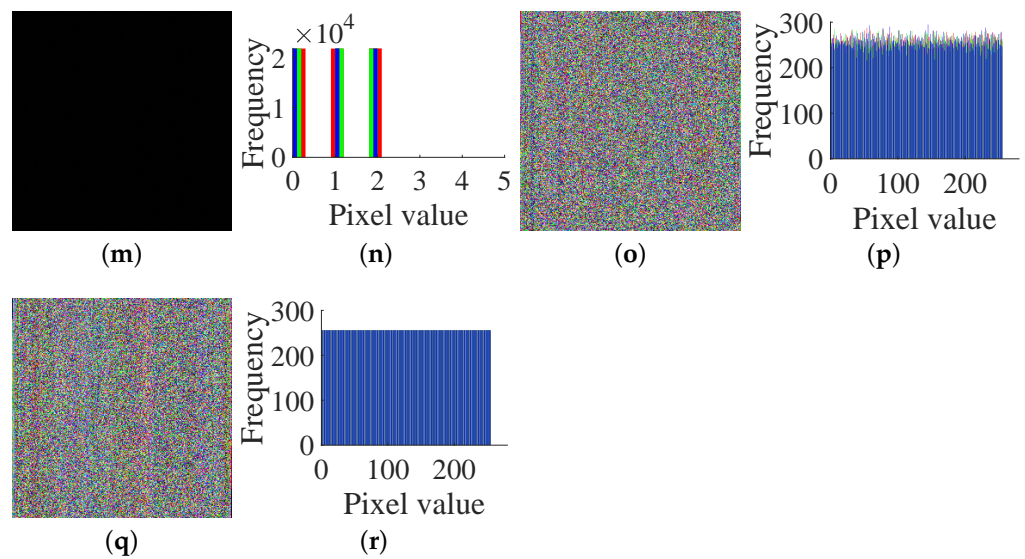 ×10⁴
2
1
0
Frequency
0 1 2 3 4 5
Pixel value
300
200
100
0
Frequency
0 100 200
Pixel value
(m) (n) (o) (p)
300
200
100
0
Frequency
0 100 200
Pixel value
(q) (r)